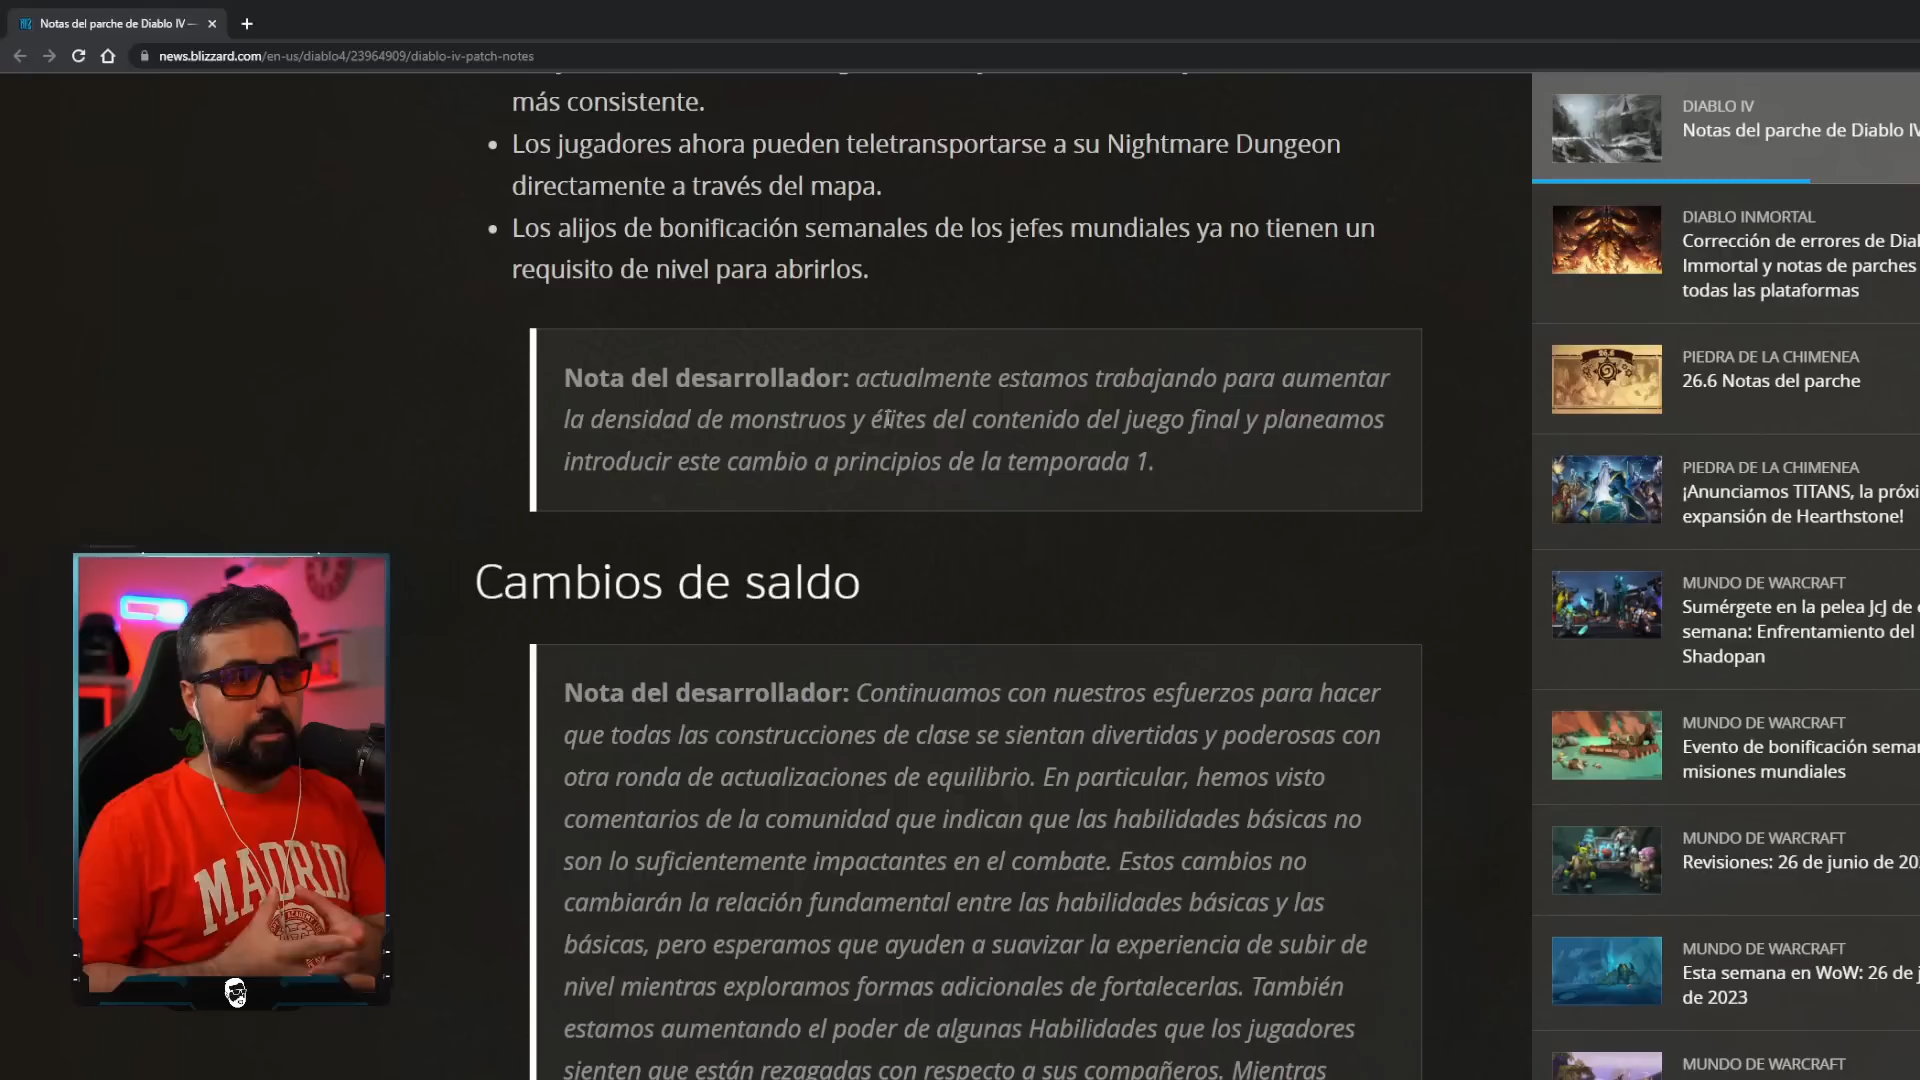 Notas del parche de Diablo IV —
news.blizzard.com/en-us/diablo4/23964909/diablo-iv-patch-notes
más consistente.
Los jugadores ahora pueden teletransportarse a su Nightmare Dungeon
directamente a través del mapa.
Los alijos de bonificación semanales de los jefes mundiales ya no tienen un
requisito de nivel para abrirlos.
Nota del desarrollador: actualmente estamos trabajando para aumentar
la densidad de monstruos y élites del contenido del juego final y planeamos
introducir este cambio a principios de la temporada 1.
Cambios de saldo
Nota del desarrollador: Continuamos con nuestros esfuerzos para hacer
que todas las construcciones de clase se sientan divertidas y poderosas con
otra ronda de actualizaciones de equilibrio. En particular, hemos visto
comentarios de la comunidad que indican que las habilidades básicas no
son lo suficientemente impactantes en el combate. Estos cambios no
cambiarán la relación fundamental entre las habilidades básicas y las
básicas, pero esperamos que ayuden a suavizar la experiencia de subir de
nivel mientras exploramos formas adicionales de fortalecerlas. También
estamos aumentando el poder de algunas Habilidades que los jugadores
sienten que están rezagadas con respecto a sus compañeros. Mientras
DIABLO IV
Notas del parche de Diablo IV
DIABLO INMORTAL
Corrección de errores de Dia
Immortal y notas de parches
todas las plataformas
PIEDRA DE LA CHIMENEA
26.6 Notas del parche
PIEDRA DE LA CHIMENEA
¡Anunciamos TITANS, la próxi
expansión de Hearthstone!
MUNDO DE WARCRAFT
Sumérgete en la pelea JcJ de
semana: Enfrentamiento del
Shadopan
MUNDO DE WARCRAFT
Evento de bonificación sema
misiones mundiales
MUNDO DE WARCRAFT
Revisiones: 26 de junio de 20
MUNDO DE WARCRAFT
Esta semana en WoW: 26 de j
de 2023
MUNDO DE WARCRAFT
MADRID